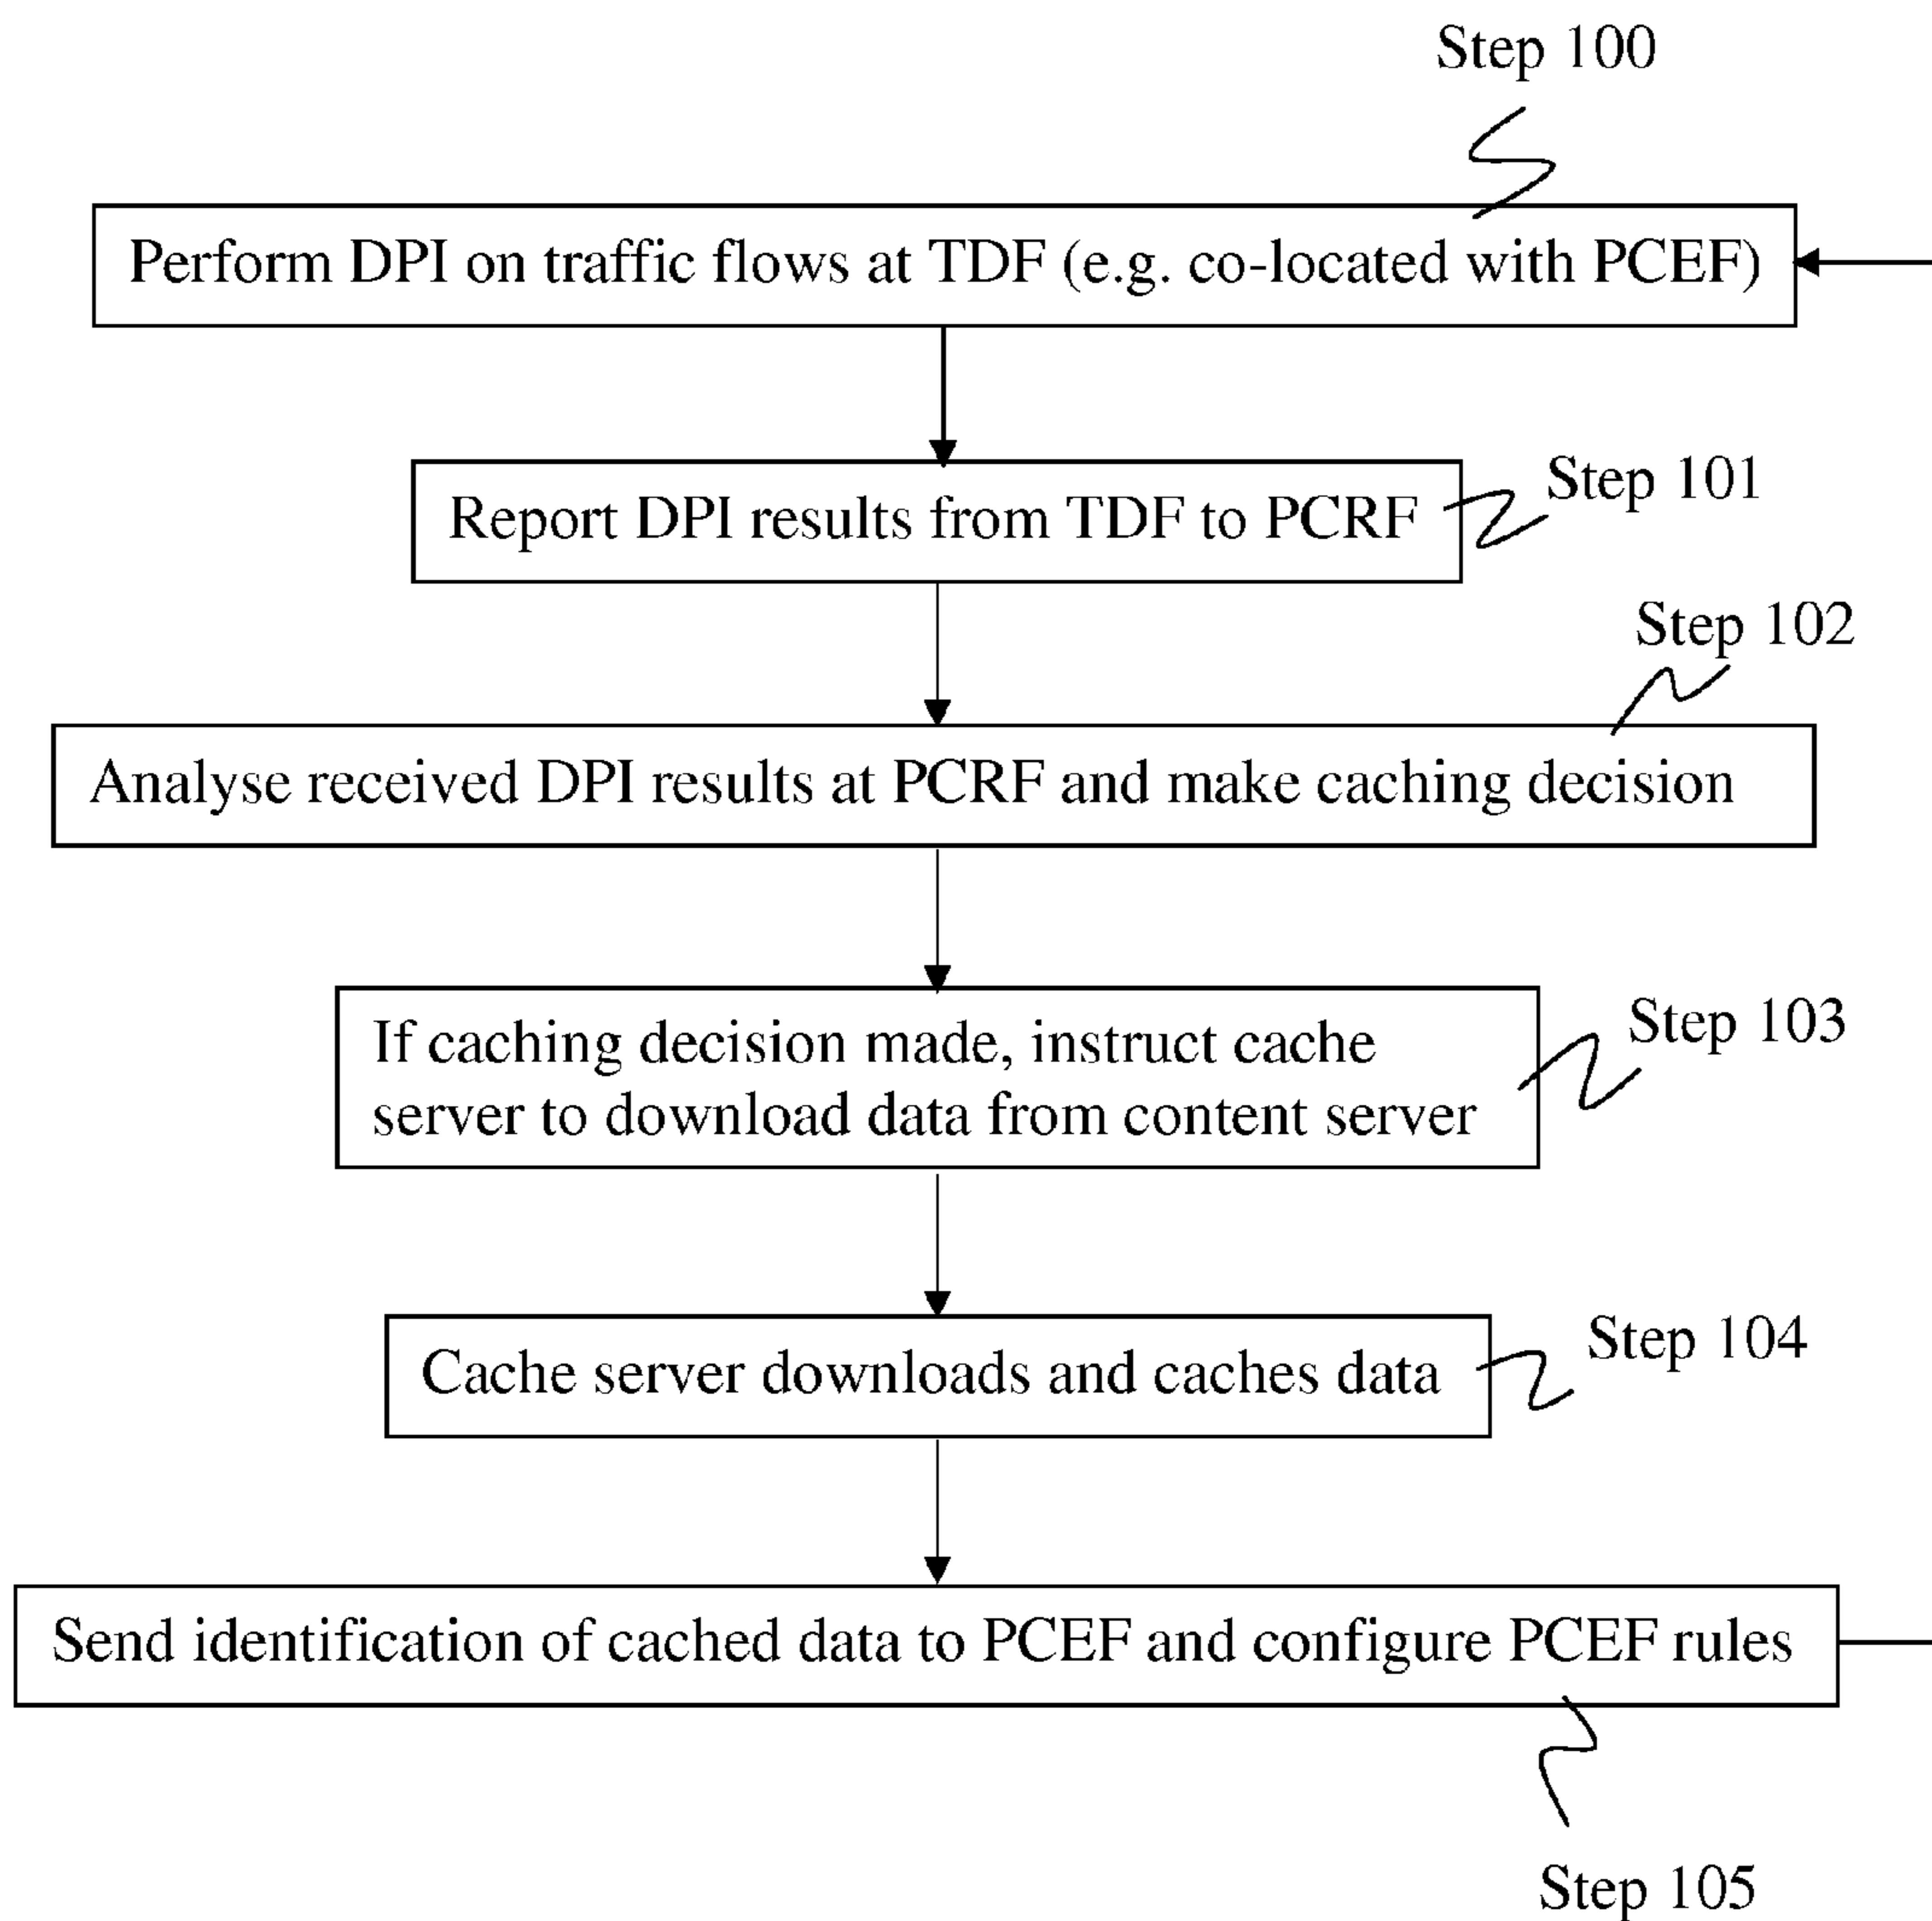 Step 100
Perform DPI on traffic flows at TDF (e.g. co-located with PCEF)
Report DPI results from TDF to PCRF
Step 101
Step 102
Analyse received DPI results at PCRF and make caching decision
If caching decision made, instruct cache
server to download data from content server
Step 103
Cache server downloads and caches data
Step 104
Send identification of cached data to PCEF and configure PCEF rules
Step 105